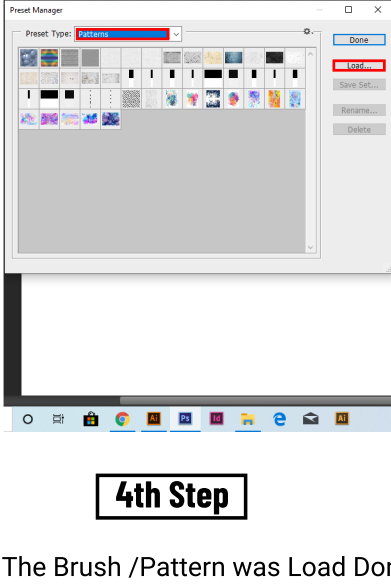 Preset Manager
Preset Type: Patterns
Done
Load...
Save Set...
Rename...
Delete
Ai Ps Id Ai
4th Step
The Brush /Pattern was Load Do